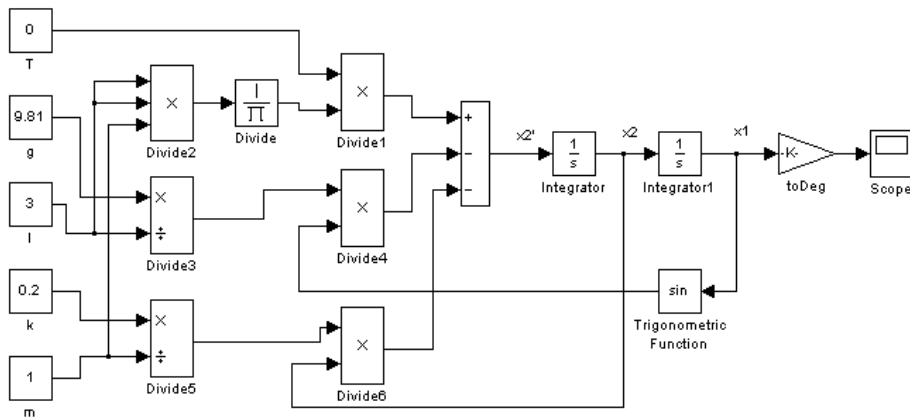 0
T
9.81
g
3
l
0.2
k
1
m
×
Divide2
1
∏
Divide
×
Divide1
×
÷
Divide3
×
Divide4
×
÷
Divide5
×
Divide6
+
−
−
x2'
1
s
Integrator
x2
1
s
Integrator1
x1
-K-
toDeg
Scope
sin
Trigonometric
Function